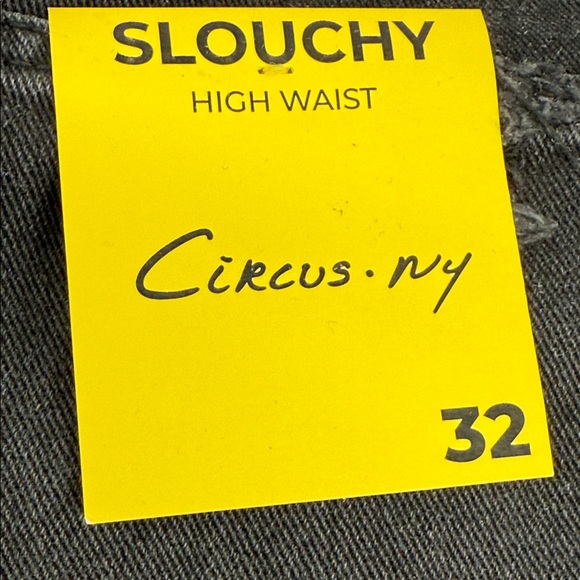 SLOUCHY
HIGH WAIST
CiRCUS · NY
32